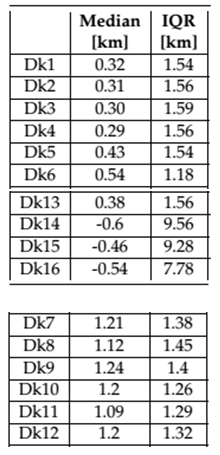 Median IQR
[km] [km]
Dk1 0.32 1.54
Dk2 0.31 1.56
Dk3 0.30 1.59
Dk4 0.29 1.56
Dk5 0.43 1.54
Dk6 0.54 1.18
Dk13 0.38 1.56
Dk14 -0.6 9.56
Dk15 -0.46 9.28
Dk16 -0.54 7.78
Dk7 1.21 1.38
Dk8 1.12 1.45
Dk9 1.24 1.4
Dk10 1.2 1.26
Dk11 1.09 1.29
Dk12 1.2 1.32